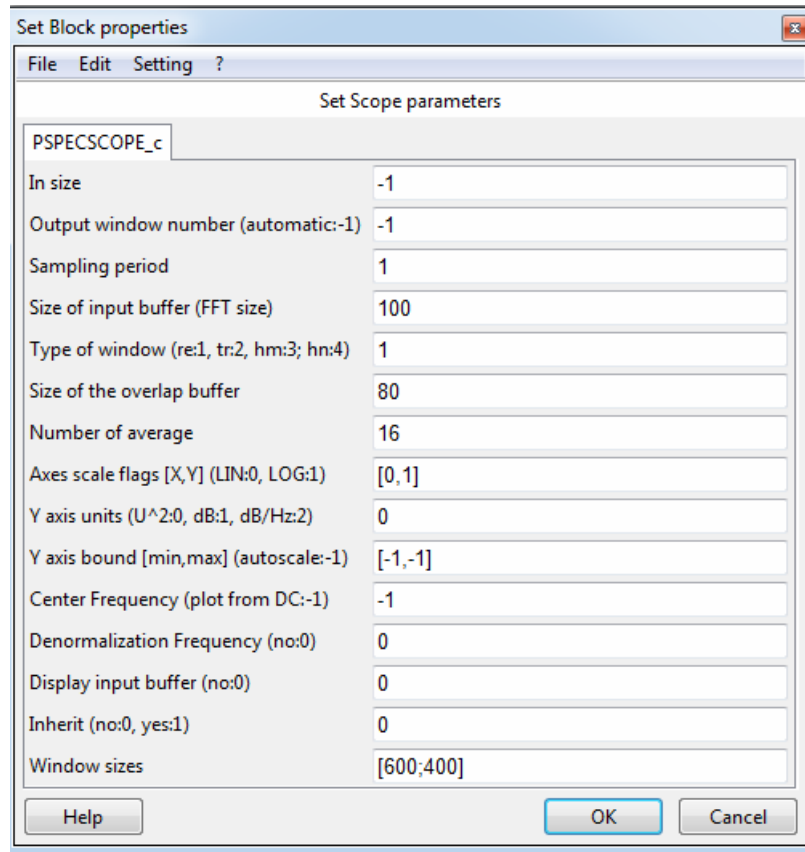 Set Block properties
File Edit Setting ?
Set Scope parameters
PSPECSCOPE_c
In size -1
Output window number (automatic:-1) -1
Sampling period 1
Size of input buffer (FFT size) 100
Type of window (re:1, tr:2, hm:3; hn:4) 1
Size of the overlap buffer 80
Number of average 16
Axes scale flags [X,Y] (LIN:0, LOG:1) [0,1]
Y axis units (U^2:0, dB:1, dB/Hz:2) 0
Y axis bound [min,max] (autoscale:-1) [-1,-1]
Center Frequency (plot from DC:-1) -1
Denormalization Frequency (no:0) 0
Display input buffer (no:0) 0
Inherit (no:0, yes:1) 0
Window sizes [600;400]
Help OK Cancel